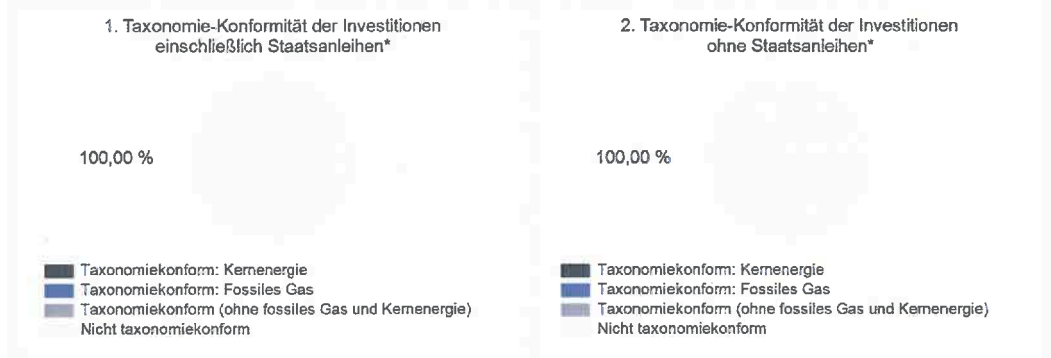 1. Taxonomie-Konformität der Investitionen
einschließlich Staatsanleihen*
100,00 %
Taxonomiekonform: Kernenergie
Taxonomiekonform: Fossiles Gas
Taxonomiekonform (ohne fossiles Gas und Kernenergie)
Nicht taxonomiekonform
2. Taxonomie-Konformität der Investitionen
ohne Staatsanleihen*
100,00 %
Taxonomiekonform: Kernenergie
Taxonomiekonform: Fossiles Gas
Taxonomiekonform (ohne fossiles Gas und Kernenergie)
Nicht taxonomiekonform